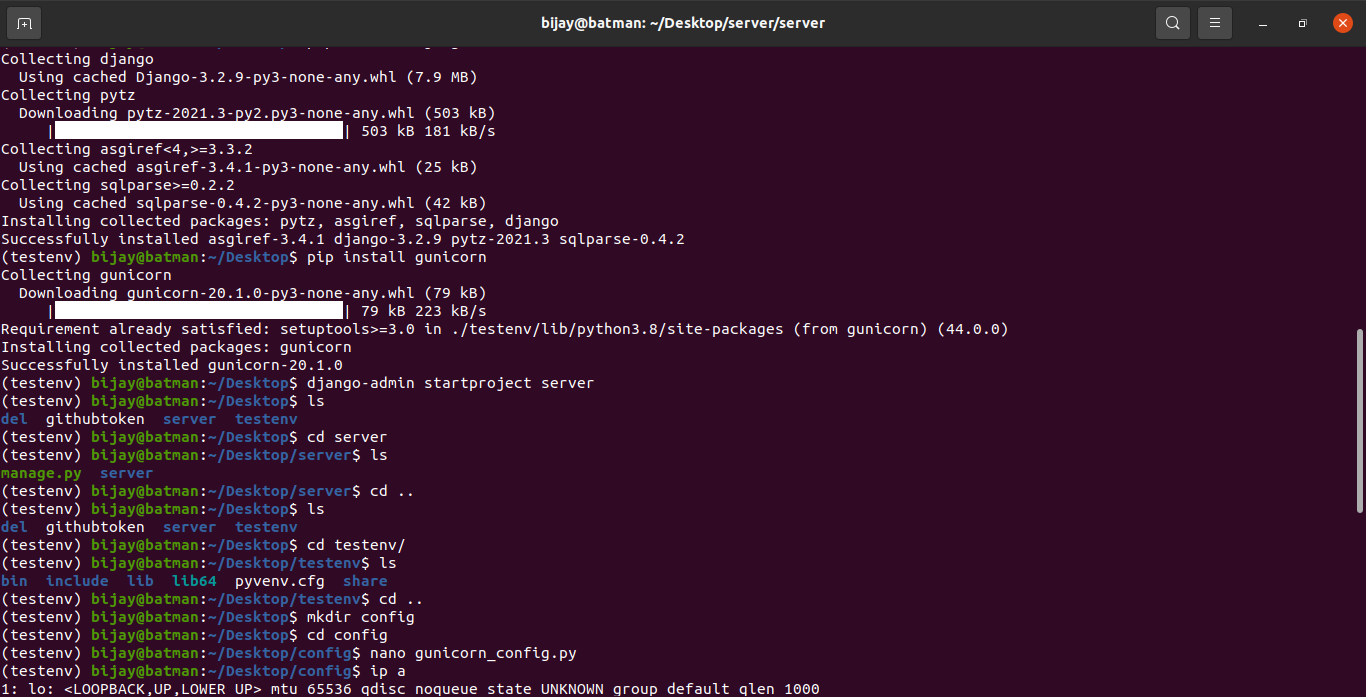 bijay@batman: ~/Desktop/server/server
Collecting django
  Using cached Django-3.2.9-py3-none-any.whl (7.9 MB)
Collecting pytz
  Downloading pytz-2021.3-py2.py3-none-any.whl (503 kB)
     |                                | 503 kB 181 kB/s
Collecting asgiref<4,>=3.3.2
  Using cached asgiref-3.4.1-py3-none-any.whl (25 kB)
Collecting sqlparse>=0.2.2
  Using cached sqlparse-0.4.2-py3-none-any.whl (42 kB)
Installing collected packages: pytz, asgiref, sqlparse, django
Successfully installed asgiref-3.4.1 django-3.2.9 pytz-2021.3 sqlparse-0.4.2
(testenv) bijay@batman:~/Desktop$ pip install gunicorn
Collecting gunicorn
  Downloading gunicorn-20.1.0-py3-none-any.whl (79 kB)
     |                                | 79 kB 223 kB/s
Requirement already satisfied: setuptools>=3.0 in ./testenv/lib/python3.8/site-packages (from gunicorn) (44.0.0)
Installing collected packages: gunicorn
Successfully installed gunicorn-20.1.0
(testenv) bijay@batman:~/Desktop$ django-admin startproject server
(testenv) bijay@batman:~/Desktop$ ls
del  githubtoken  server  testenv
(testenv) bijay@batman:~/Desktop$ cd server
(testenv) bijay@batman:~/Desktop/server$ ls
manage.py  server
(testenv) bijay@batman:~/Desktop/server$ cd ..
(testenv) bijay@batman:~/Desktop$ ls
del  githubtoken  server  testenv
(testenv) bijay@batman:~/Desktop$ cd testenv/
(testenv) bijay@batman:~/Desktop/testenv$ ls
bin  include  lib  lib64  pyvenv.cfg  share
(testenv) bijay@batman:~/Desktop/testenv$ cd ..
(testenv) bijay@batman:~/Desktop$ mkdir config
(testenv) bijay@batman:~/Desktop$ cd config
(testenv) bijay@batman:~/Desktop/config$ nano gunicorn_config.py
(testenv) bijay@batman:~/Desktop/config$ ip a
1: lo: <LOOPBACK,UP,LOWER_UP> mtu 65536 qdisc noqueue state UNKNOWN group default qlen 1000